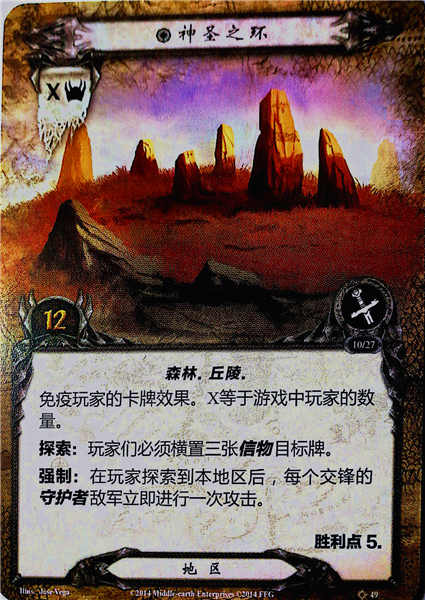 神圣之环
X
12
10/27
森林. 丘陵.
免疫玩家的卡牌效果。X等于游戏中玩家的数
量。
探索：玩家们必须横置三张信物目标牌。
强制：在玩家探索到本地区后，每个交锋的
守护者敌军立即进行一次攻击。
胜利点 5.
地区
Illus. Jose Vega
©2014 Middle-earth Enterprises ©2014 FFG
49